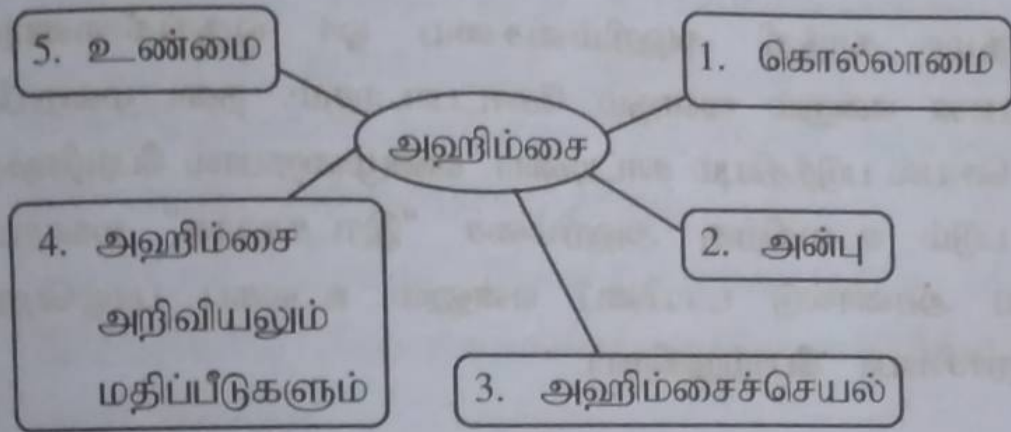 5. உண்மை
1. கொல்லாமை
அஹிம்சை
4. அஹிம்சை
அறிவியலும்
மதிப்பீடுகளும்
2. அன்பு
3. அஹிம்சைச்செயல்